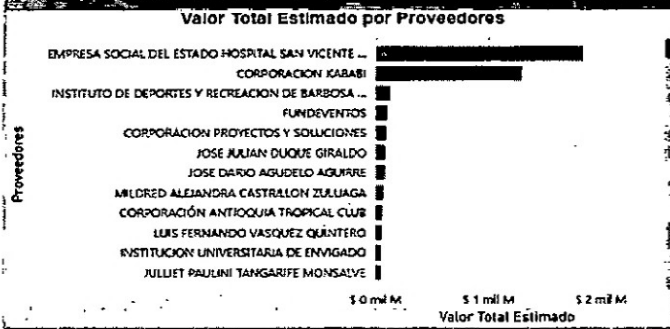 Valor Total Estimado por Proveedores
EMPRESA SOCIAL DEL ESTADO HOSPITAL SAN VICENTE ...
CORPORACION KABABI
INSTITUTO DE DEPORTES Y RECREACION DE BARBOSA ...
FUNDEVENTOS
CORPORACION PROYECTOS Y SOLUCIONES
JOSE JULIAN DUQUE GIRALDO
JOSE DARIO AGUDELO AGUIRRE
MILDRED ALEJANDRA CASTRILLON ZULUAGA
CORPORACIÓN ANTIOQUIA TROPICAL CLUB
LUIS FERNANDO VASQUEZ QUINTERO
INSTITUCION UNIVERSITARIA DE ENVIGADO
JULLIET PAULINI TANGARIFE MONSALVE
Proveedores
$ 0 mil M $ 1 mil M $ 2 mil M
Valor Total Estimado